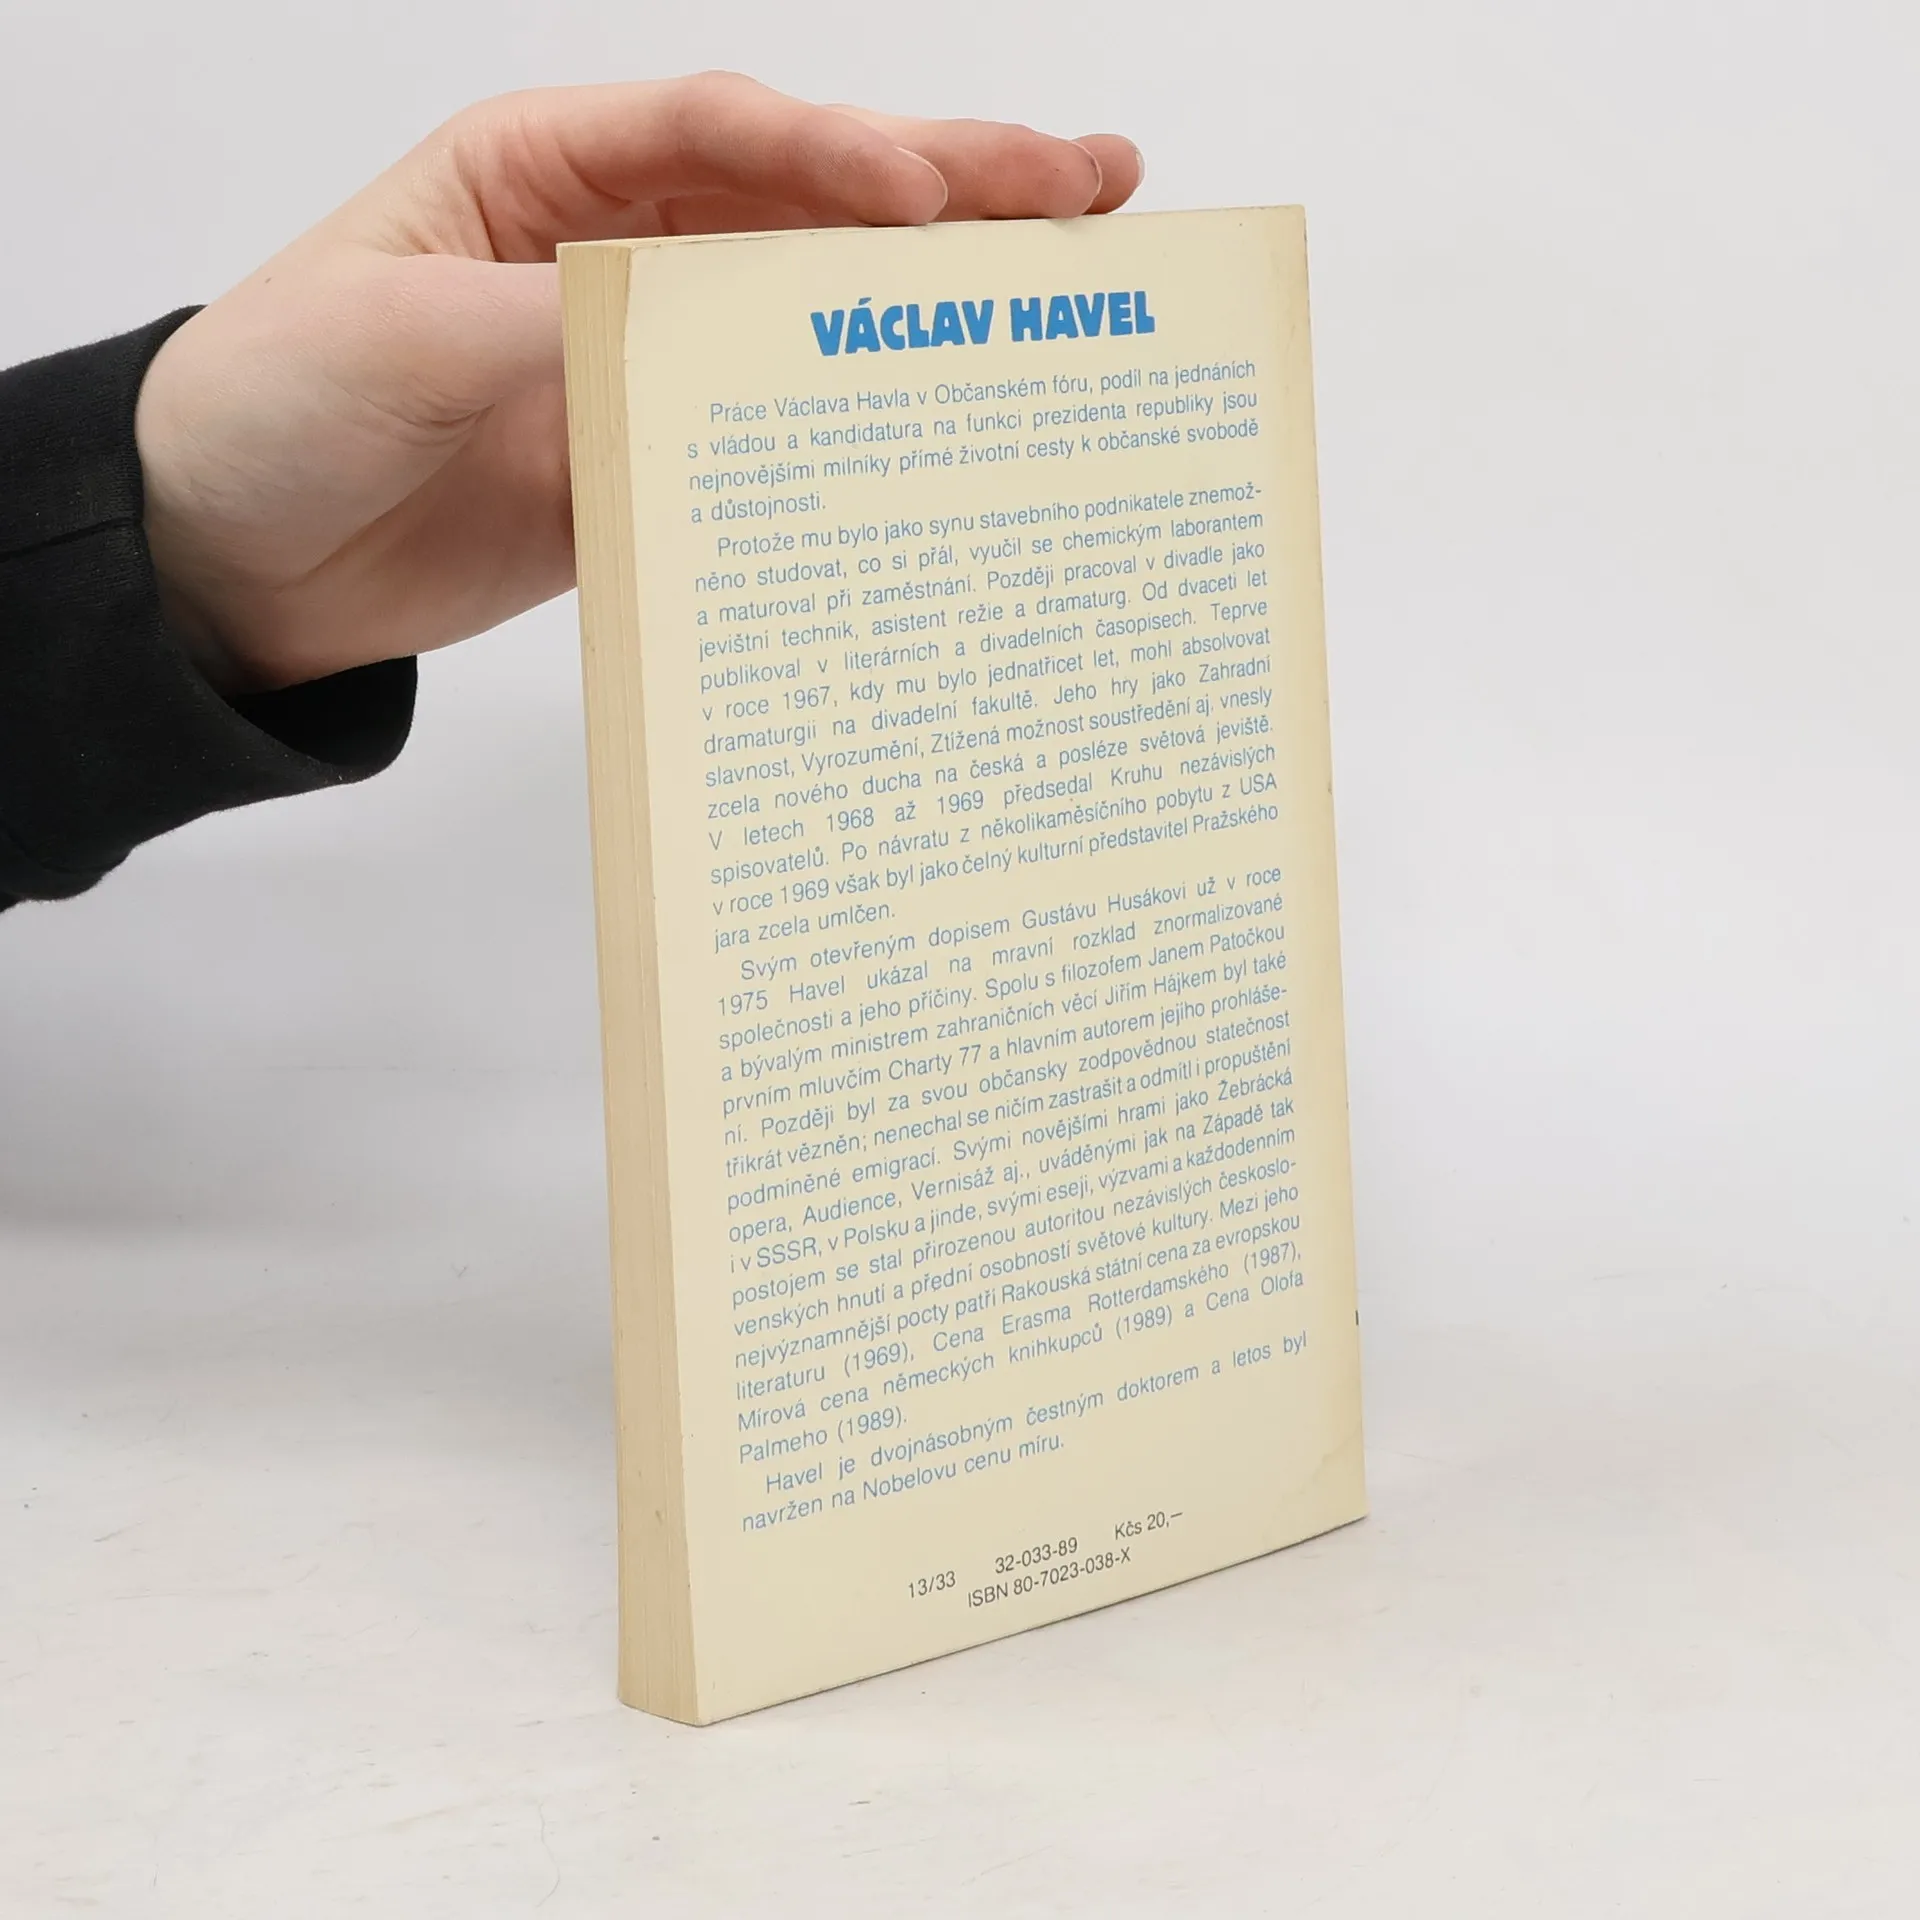 VÁCLAV HAVEL
Práce Václava Havla v Občanském fóru, podíl na jednáních
s vládou a kandidatura na funkci prezidenta republiky jsou
nejnovějšími milníky přímé životní cesty k občanské svobodě
a důstojnosti.
Protože mu bylo jako synu stavebního podnikatele znemož-
něno studovat, co si přál, vyučil se chemickým laborantem
a maturoval při zaměstnání. Později pracoval v divadle jako
jevištní technik, asistent režie a dramaturg. Od dvaceti let
publikoval v literárních a divadelních časopisech. Teprve
v roce 1967, kdy mu bylo jednatřicet let, mohl absolvovat
dramaturgii na divadelní fakultě. Jeho hry jako Zahradní
slavnost, Vyrozumění, Ztížená možnost soustředění aj. vnesly
zcela nového ducha na česká a posléze světová jeviště.
V letech 1968 až 1969 předsedal Kruhu nezávislých
spisovatelů. Po návratu z několikaměsíčního pobytu z USA
v roce 1969 však byl jako čelný kulturní představitel Pražského
jara zcela umlčen.
Svým otevřeným dopisem Gustávu Husákovi už v roce
1975 Havel ukázal na mravní rozklad znormalizované
společnosti a jeho příčiny. Spolu s filozofem Janem Patočkou
a bývalým ministrem zahraničních věcí Jiřím Hájkem byl také
prvním mluvčím Charty 77 a hlavním autorem jejího prohláše-
ní. Později byl za svou občansky zodpovědnou statečnost
třikrát vězněn; nenechal se ničím zastrašit a odmítl i propuštění
podmíněné emigrací. Svými novějšími hrami jako Žebrácká
opera, Audience, Vernisáž aj., uváděnými jak na Západě tak
i v SSSR, v Polsku a jinde, svými eseji, výzvami a každodenním
postojem se stal přirozenou autoritou nezávislých českoslo-
venských hnutí a přední osobností světové kultury. Mezi jeho
nejvýznamnější pocty patří Rakouská státní cena za evropskou
literaturu (1969), Cena Erasma Rotterdamského (1987),
Mírová cena německých knihkupců (1989) a Cena Olofa
Palmeho (1989).
Havel je dvojnásobným čestným doktorem a letos byl
navržen na Nobelovu cenu míru.
13/33 32-033-89 Kčs 20,—
ISBN 80-7023-038-X